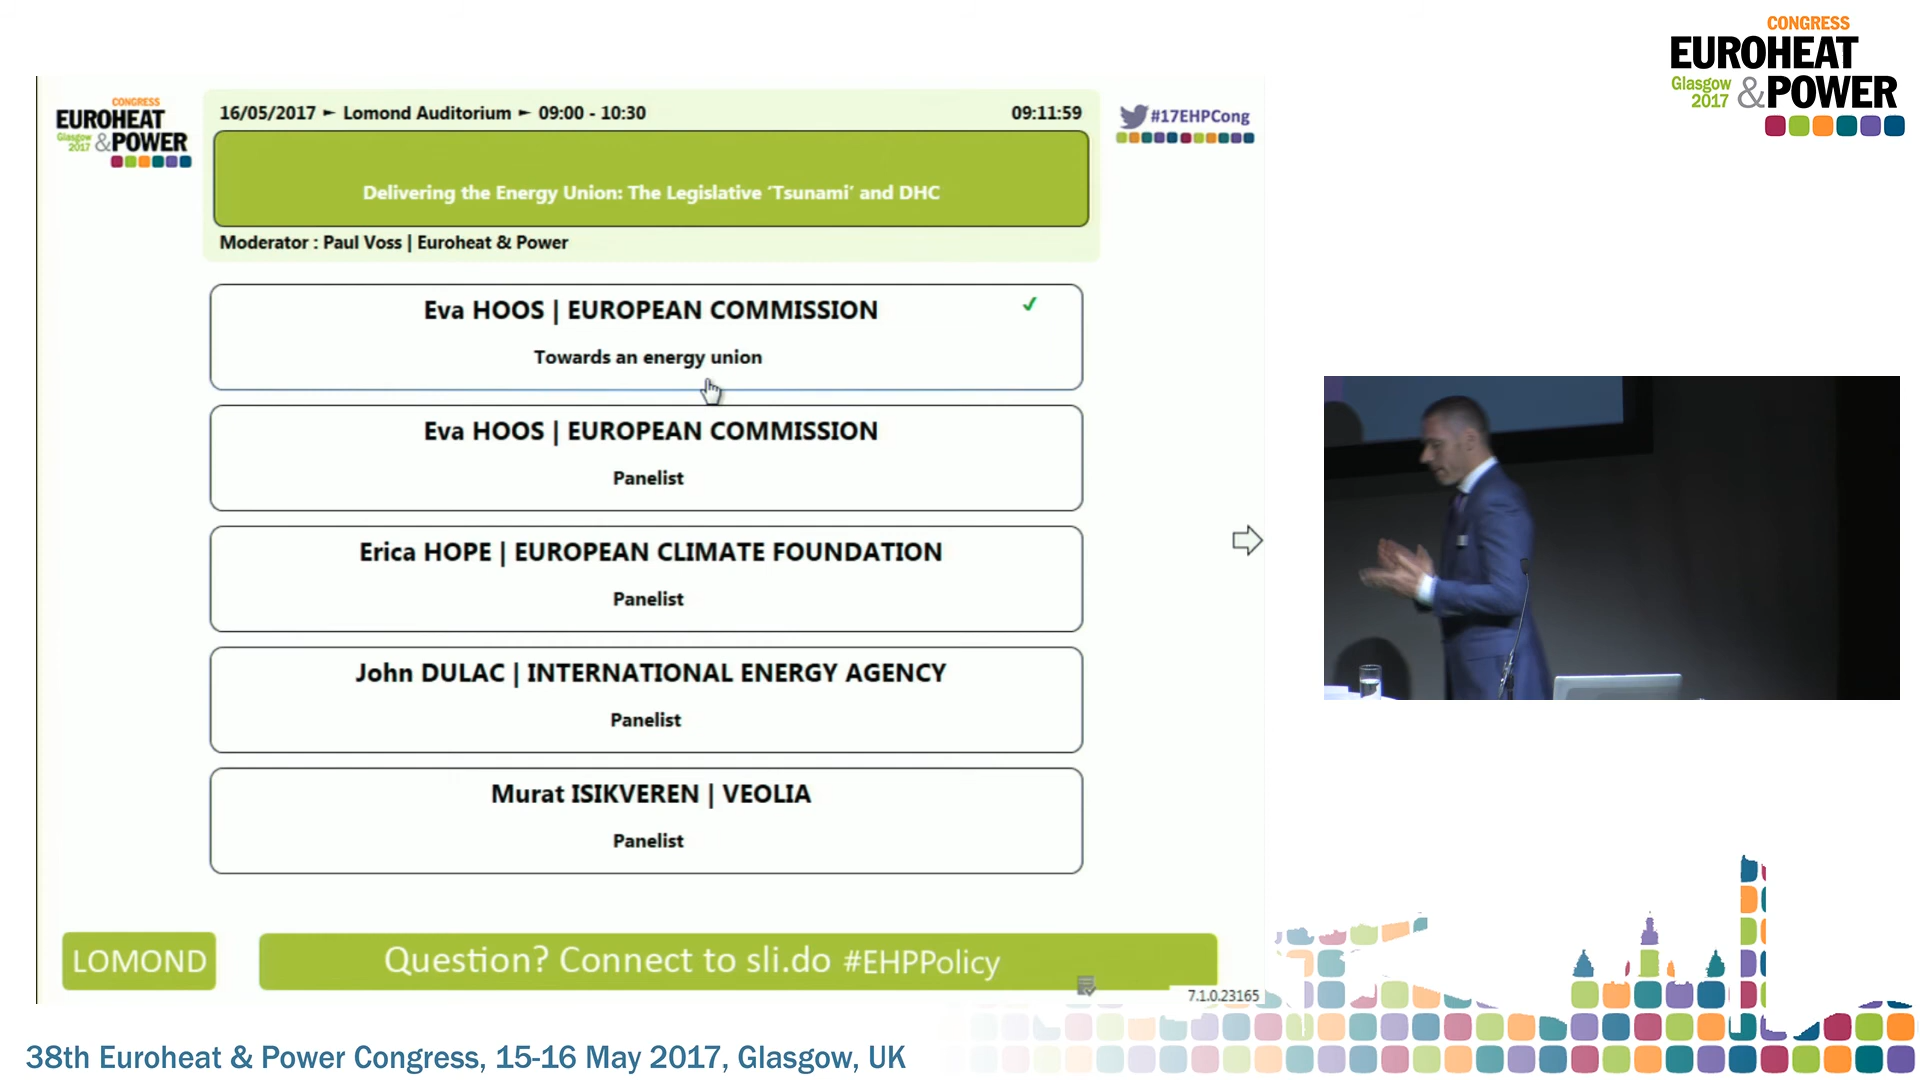 CONGRESS
EUROHEAT
Glasgow
2017 &POWER
CONGRESS
EUROHEAT
Glasgow
2017 &POWER
16/05/2017 ► Lomond Auditorium ► 09:00 - 10:30
09:11:59
#17EHPCong
Delivering the Energy Union: The Legislative ‘Tsunami’ and DHC
Moderator : Paul Voss | Euroheat & Power
Eva HOOS | EUROPEAN COMMISSION
Towards an energy union
Eva HOOS | EUROPEAN COMMISSION
Panelist
Erica HOPE | EUROPEAN CLIMATE FOUNDATION
Panelist
John DULAC | INTERNATIONAL ENERGY AGENCY
Panelist
Murat ISIKVEREN | VEOLIA
Panelist
LOMOND
Question? Connect to sli.do #EHPPolicy
7.1.0.23165
38th Euroheat & Power Congress, 15-16 May 2017, Glasgow, UK